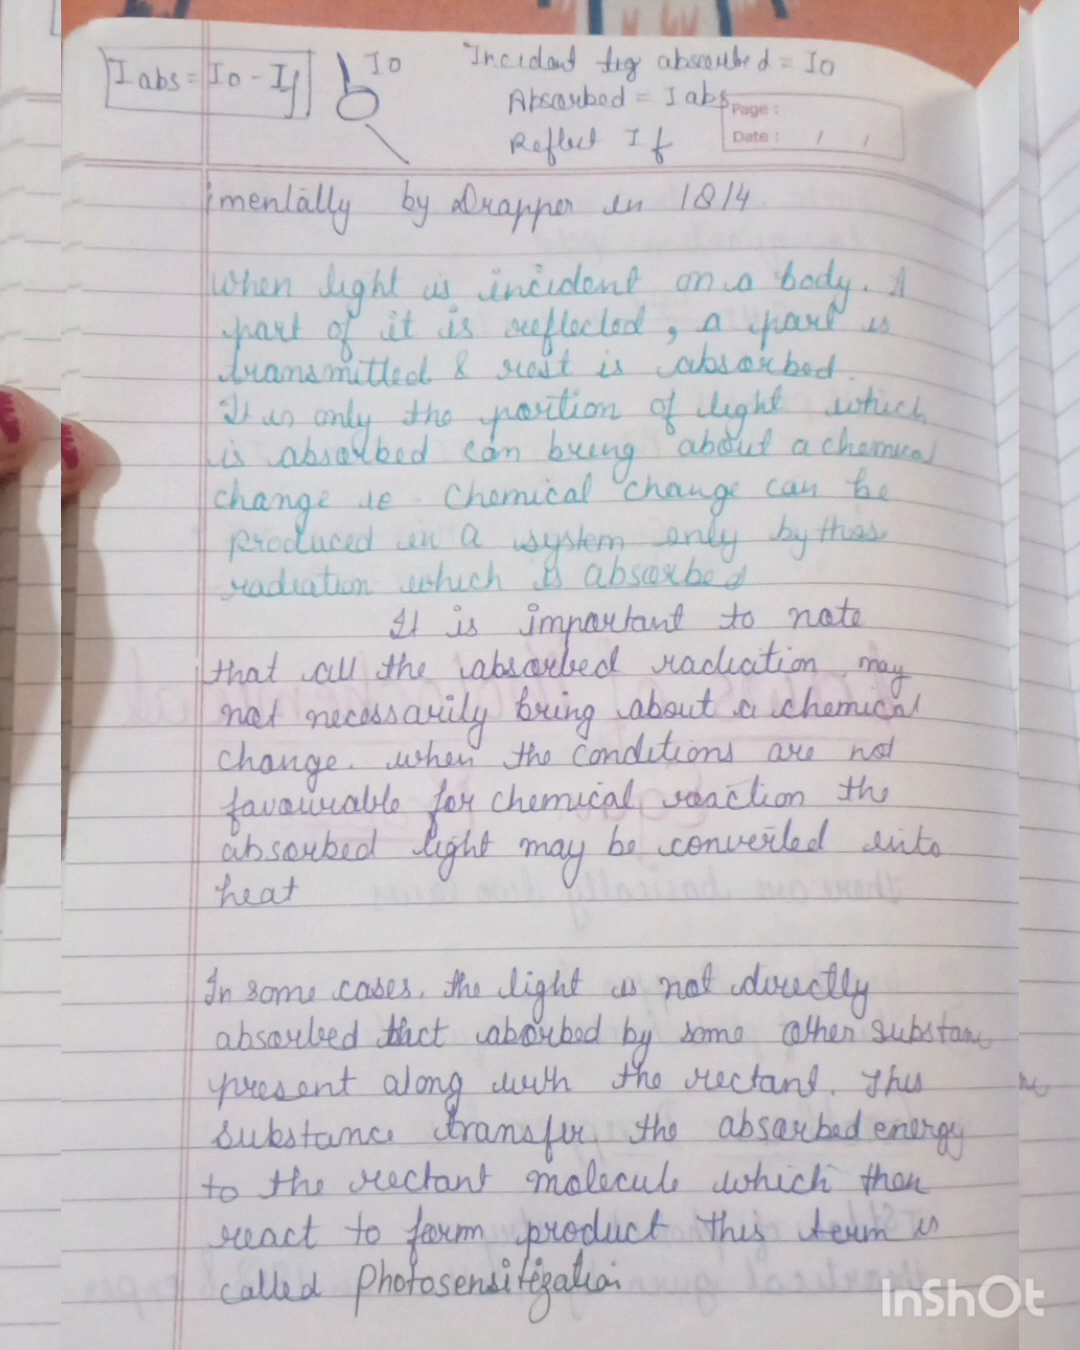 Iabs = Io - If
Io
Incident lig absorbed = Io
Absorbed = Iabs
Reflect If
Page :
Date : / /
imentally by Drapper in 1814
When light is incident on a body. A
part of it is reflected, a part is
transmitted & rest is absorbed
It is only the portion of light which
is absorbed can bring about a chemical
change ie. Chemical change can be
produced in a system only by those
radiation which is absorbed
It is important to note
that all the absorbed radiation may
not necessarily bring about a chemical
change. when the conditions are not
favourable for chemical reaction the
absorbed light may be converted into
heat
In some cases, the light is not directly
absorbed but aborbed by some other substanc
present along with the rectant. This
substance transfer the absorbed energy
to the rectant molecule which then
react to form product this term is
called Photosensitization
InShOt